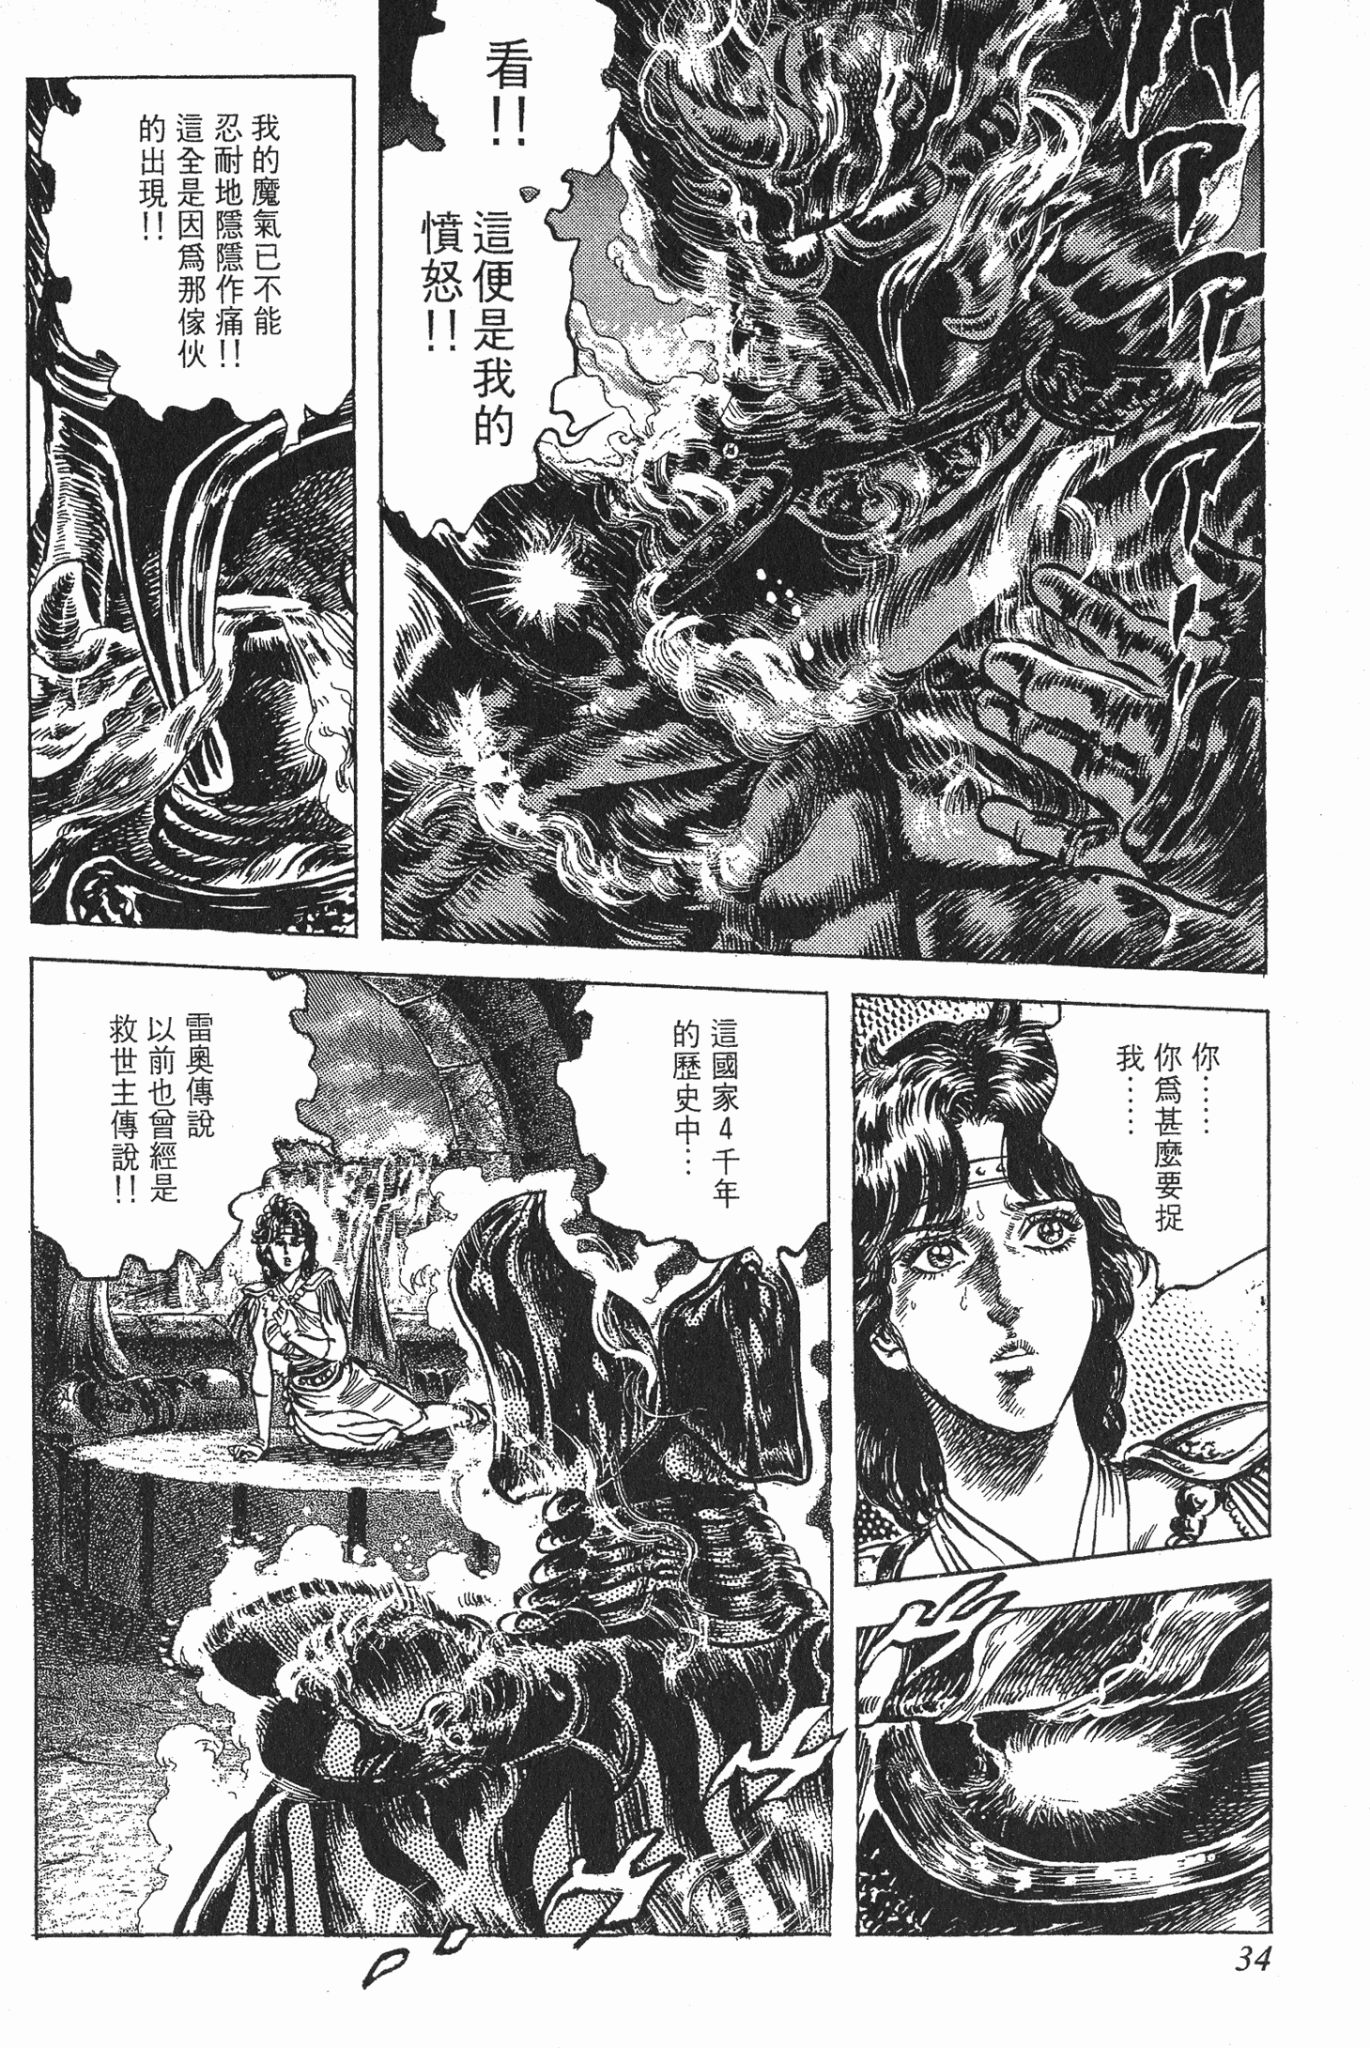 看!!
這便是我的
憤怒!!
我的魔氣已不能
忍耐地隱隱作痛!!
這全是因爲那傢伙
的出現!!
你……
你爲甚麼要捉
我……
這國家4千年
的歷史中…
雷奧傳說
以前也曾經是
救世主傳說!!
34